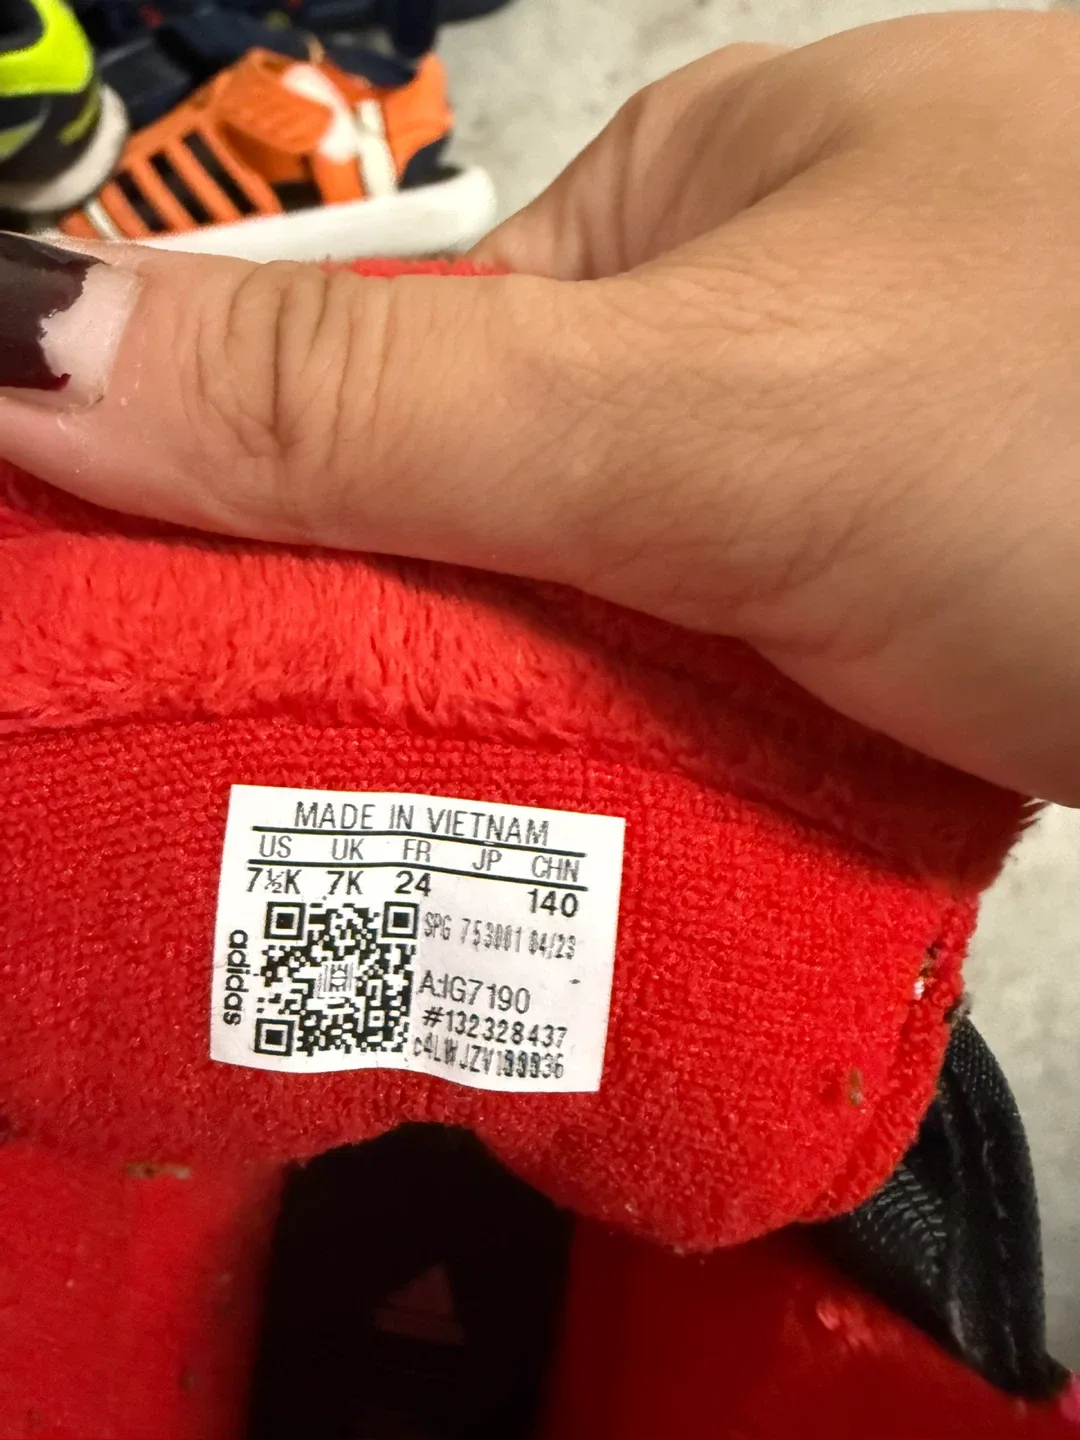 MADE IN VIETNAM
US UK FR JP CHN
7½K 7K 24 140
SPG 753001 04/23
A:IG7190
#132328437
adidas